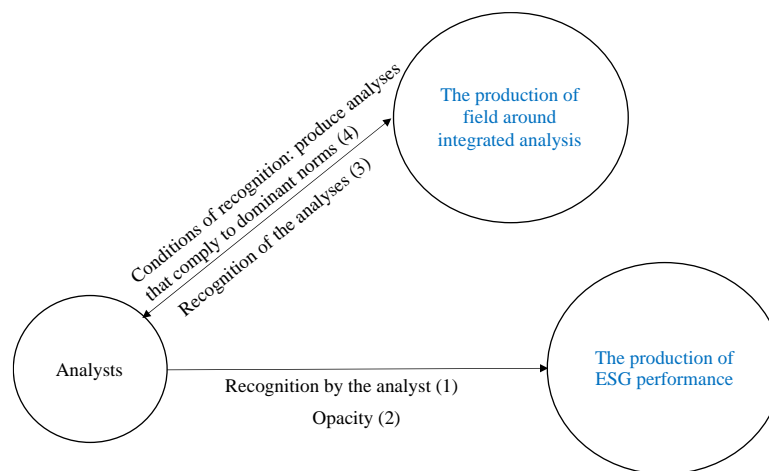 The production of
field around
integrated analysis
Conditions of recognition: produce analyses
that comply to dominant norms (4)
Recognition of the analyses (3)
Analysts
The production of
ESG performance
Recognition by the analyst (1)
Opacity (2)